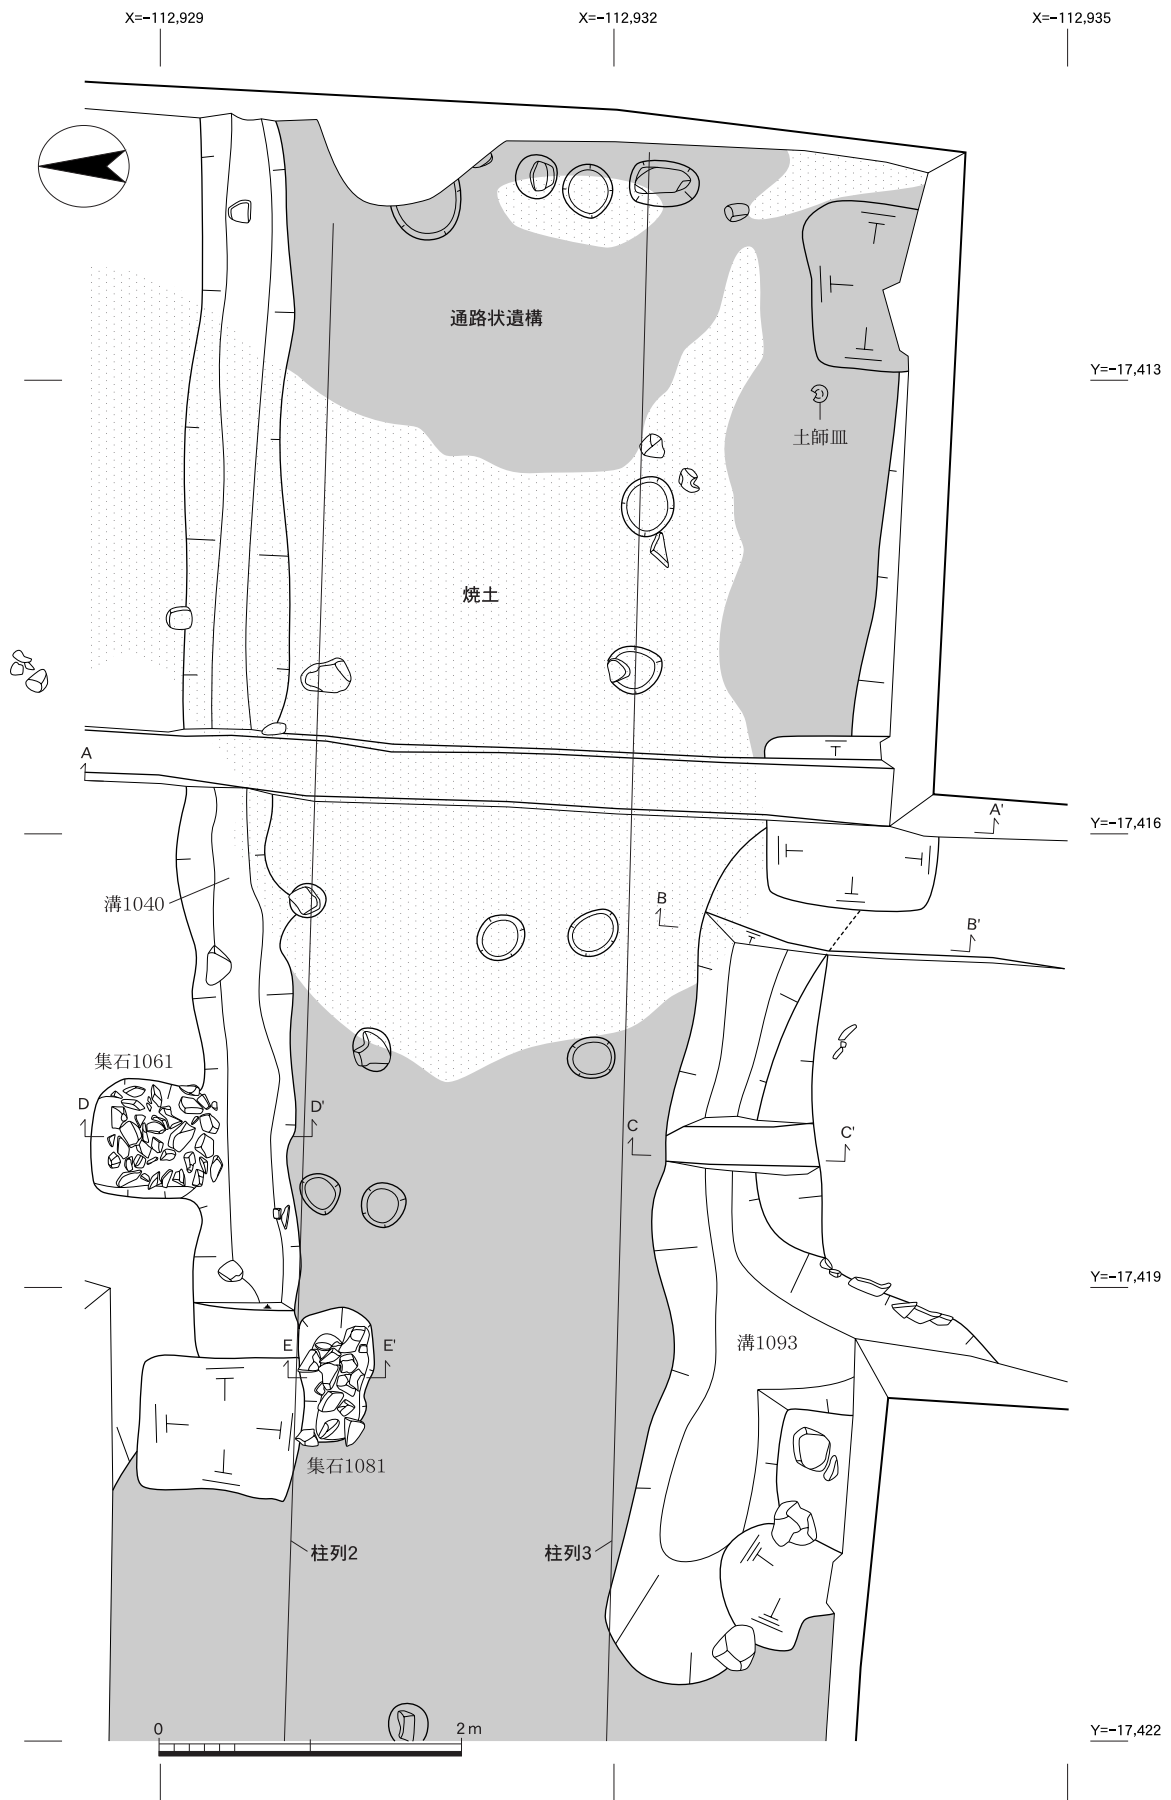 X=−112,929
X=−112,932
X=−112,935
通路状遺構
Y=−17,413
土師皿
焼土
A
A'
Y=−17,416
溝1040
B
B'
集石1061
D
D'
C
C'
Y=−17,419
溝1093
E
E'
集石1081
柱列2
柱列3
0
2 m
Y=−17,422